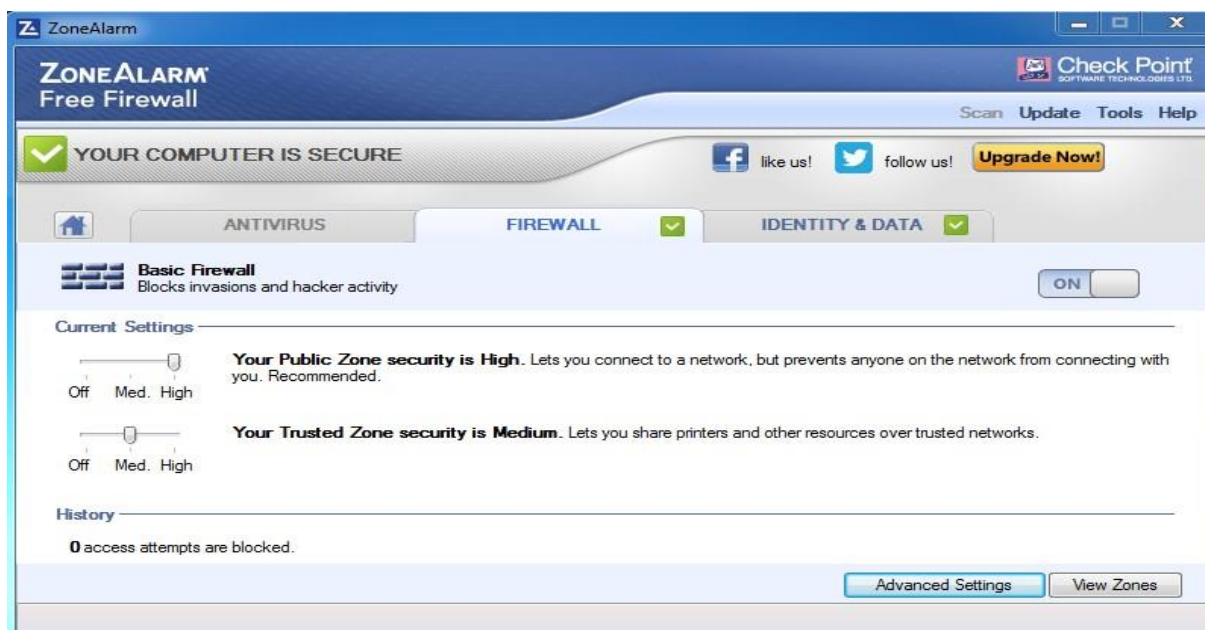 ZoneAlarm
ZONEALARM
Free Firewall
Check Point
SOFTWARE TECHNOLOGIES LTD.
Scan Update Tools Help
YOUR COMPUTER IS SECURE
f like us! follow us! Upgrade Now!
ANTIVIRUS FIREWALL IDENTITY & DATA
Basic Firewall
Blocks invasions and hacker activity
ON
Current Settings
Your Public Zone security is High. Lets you connect to a network, but prevents anyone on the network from connecting with
you. Recommended.
Off Med. High
Your Trusted Zone security is Medium. Lets you share printers and other resources over trusted networks.
Off Med. High
History
0 access attempts are blocked.
Advanced Settings View Zones